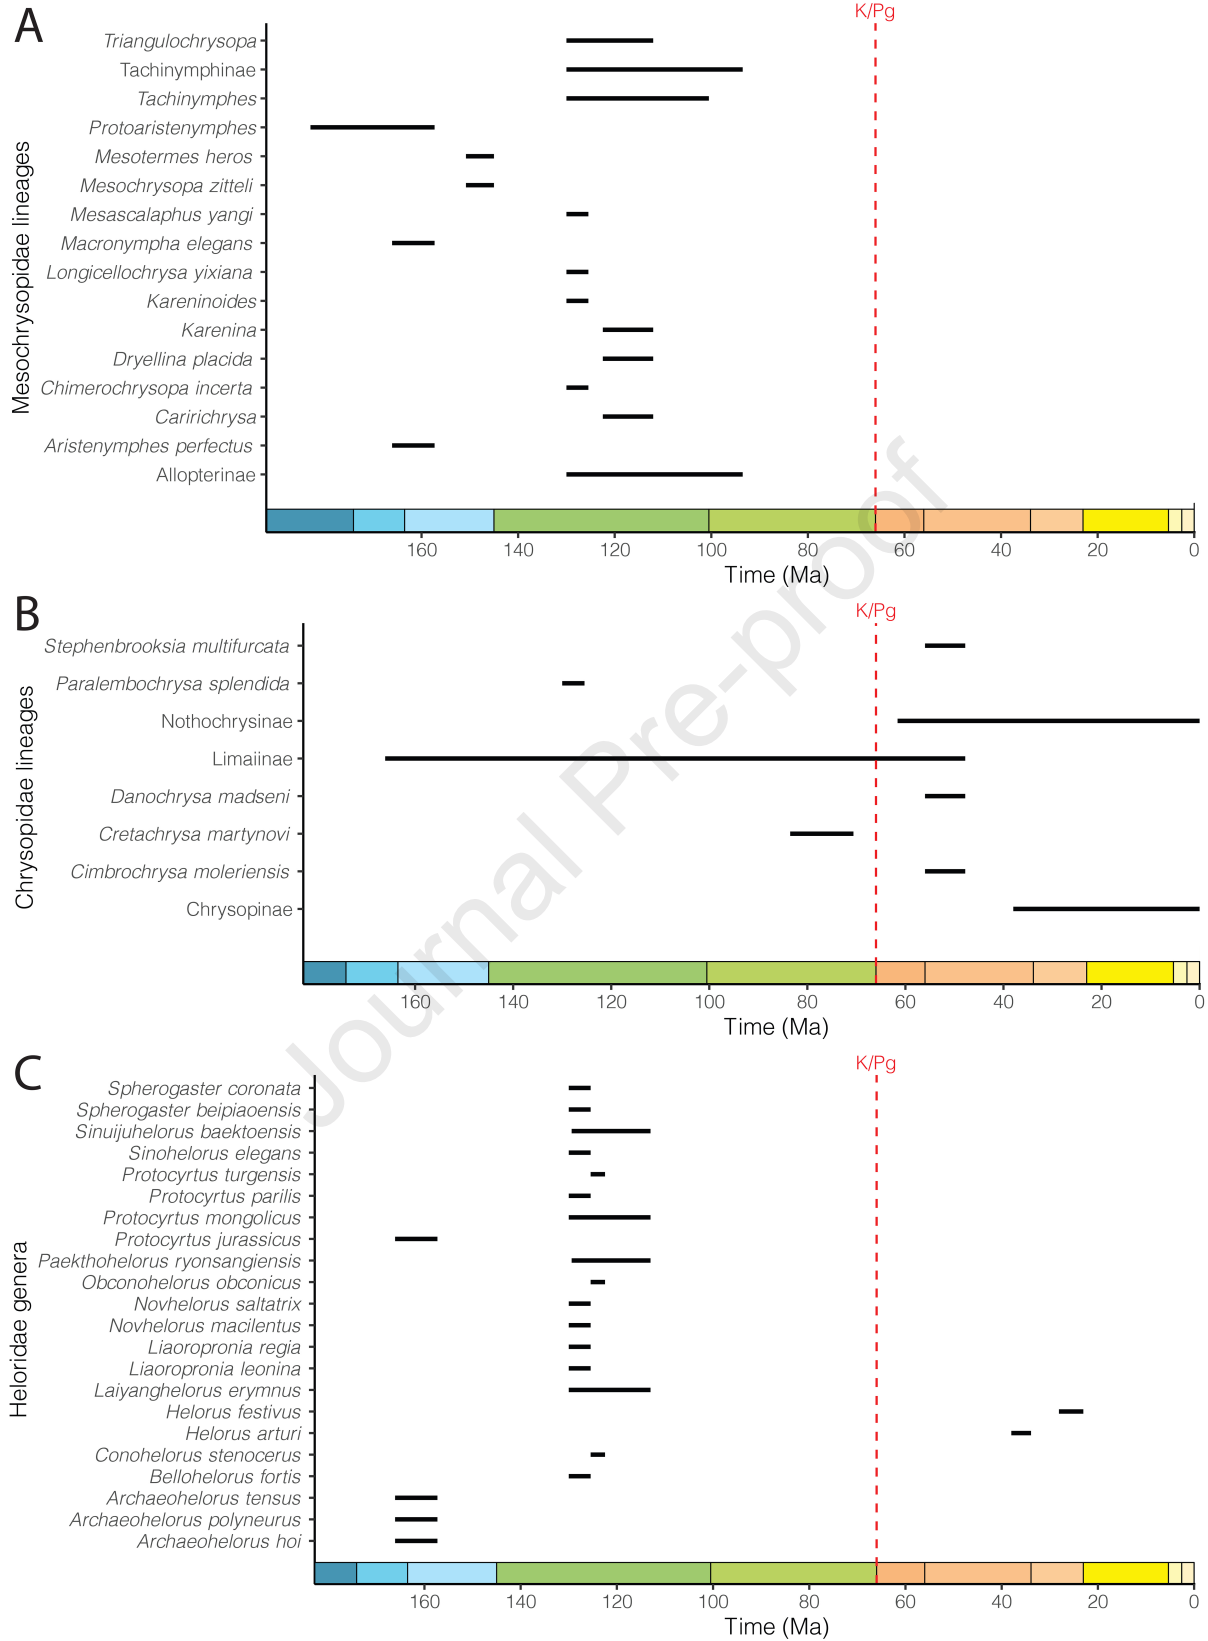 A
K/Pg
Mesochrysopidae lineages
Triangulochrysopa
Tachinymphinae
Tachinymphes
Protoaristenymphes
Mesotermes heros
Mesochrysopa zitteli
Mesascalaphus yangi
Macronympha elegans
Longicellochrysa yixiana
Kareninoides
Karenina
Dryellina placida
Chimerochrysopa incerta
Caririchrysa
Aristenymphes perfectus
Allopterinae
160 140 120 100 80 60 40 20 0
Time (Ma)
B
K/Pg
Chrysopidae lineages
Stephenbrooksia multifurcata
Paralembochrysa splendida
Nothochrysinae
Limaiinae
Danochrysa madseni
Cretachrysa martynovi
Cimbrochrysa moleriensis
Chrysopinae
160 140 120 100 80 60 40 20 0
Time (Ma)
C
K/Pg
Heloridae genera
Spherogaster coronata
Spherogaster beipiaoensis
Sinuijuhelorus baektoensis
Sinohelorus elegans
Protocyrtus turgensis
Protocyrtus parilis
Protocyrtus mongolicus
Protocyrtus jurassicus
Paekthohelorus ryonsangiensis
Obconohelorus obconicus
Novhelorus saltatrix
Novhelorus macilentus
Liaoropronia regia
Liaoropronia leonina
Laiyanghelorus erymnus
Helorus festivus
Helorus arturi
Conohelorus stenocerus
Bellohelorus fortis
Archaeohelorus tensus
Archaeohelorus polyneurus
Archaeohelorus hoi
160 140 120 100 80 60 40 20 0
Time (Ma)
Journal Pre-proof